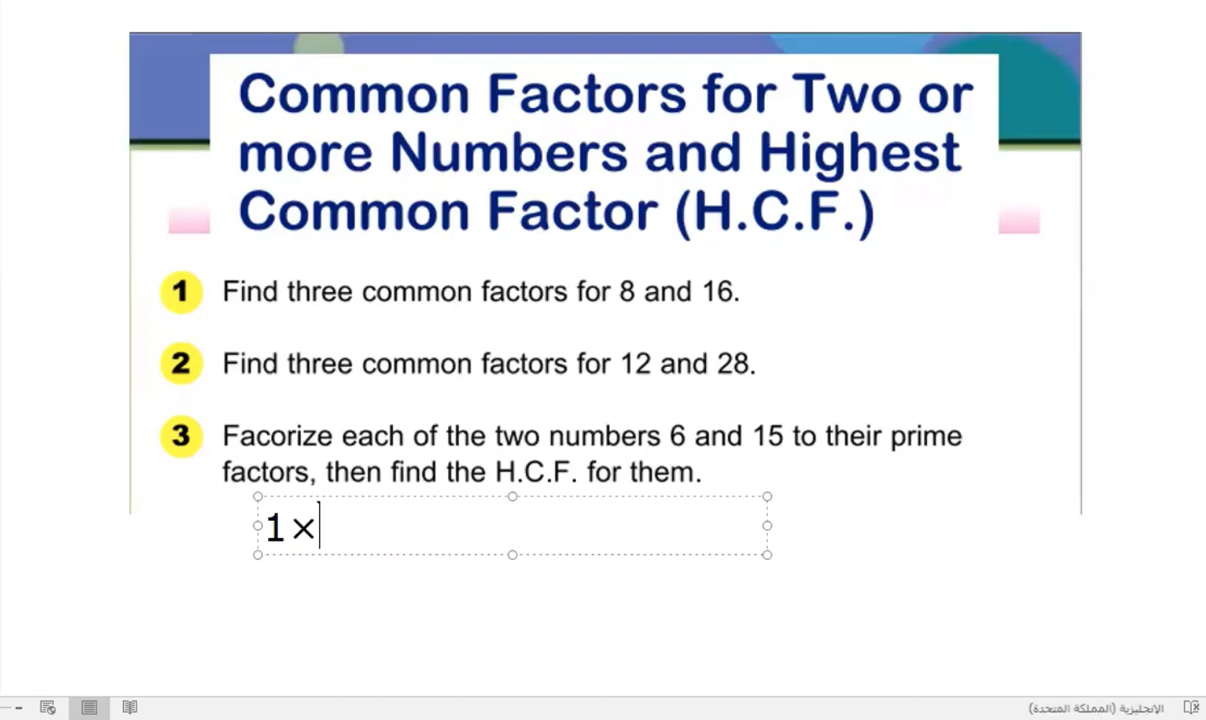 Common Factors for Two or
more Numbers and Highest
Common Factor (H.C.F.)
1 Find three common factors for 8 and 16.
2 Find three common factors for 12 and 28.
3 Facorize each of the two numbers 6 and 15 to their prime
factors, then find the H.C.F. for them.
1×
الإنجليزية (المملكة المتحدة)